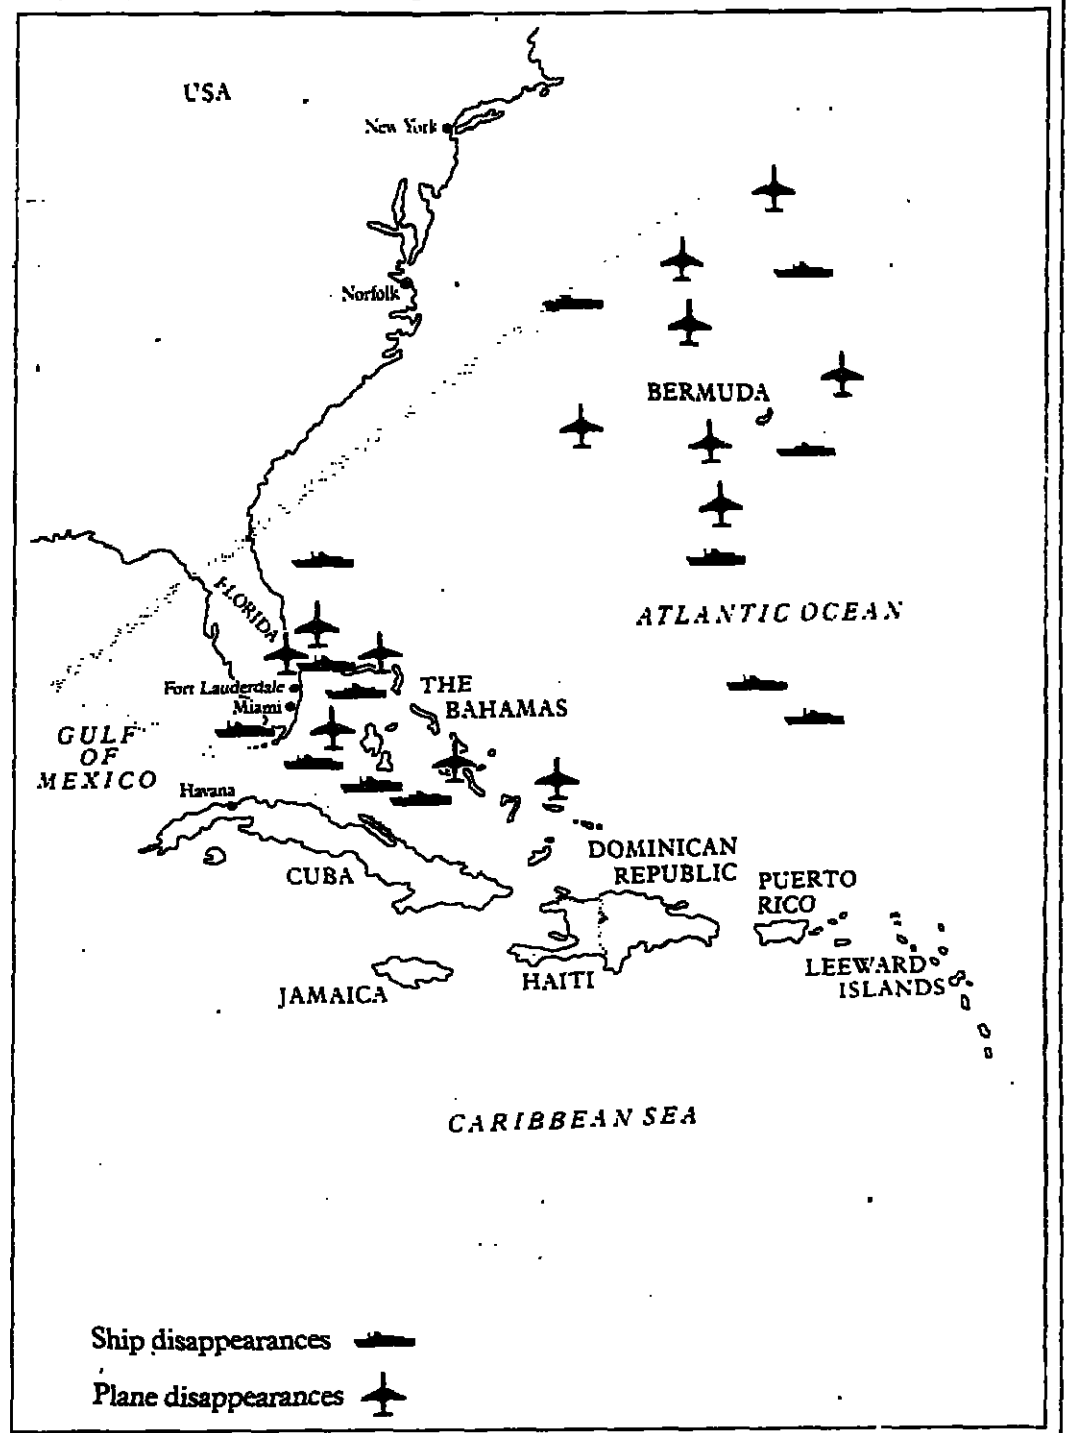 USA
New York
Norfolk
BERMUDA
FLORIDA
ATLANTIC OCEAN
Fort Lauderdale
Miami
THE
BAHAMAS
GULF
OF
MEXICO
Havana
CUBA
DOMINICAN
REPUBLIC
PUERTO
RICO
HAITI
JAMAICA
LEEWARD
ISLANDS
CARIBBEAN SEA
Ship disappearances
Plane disappearances